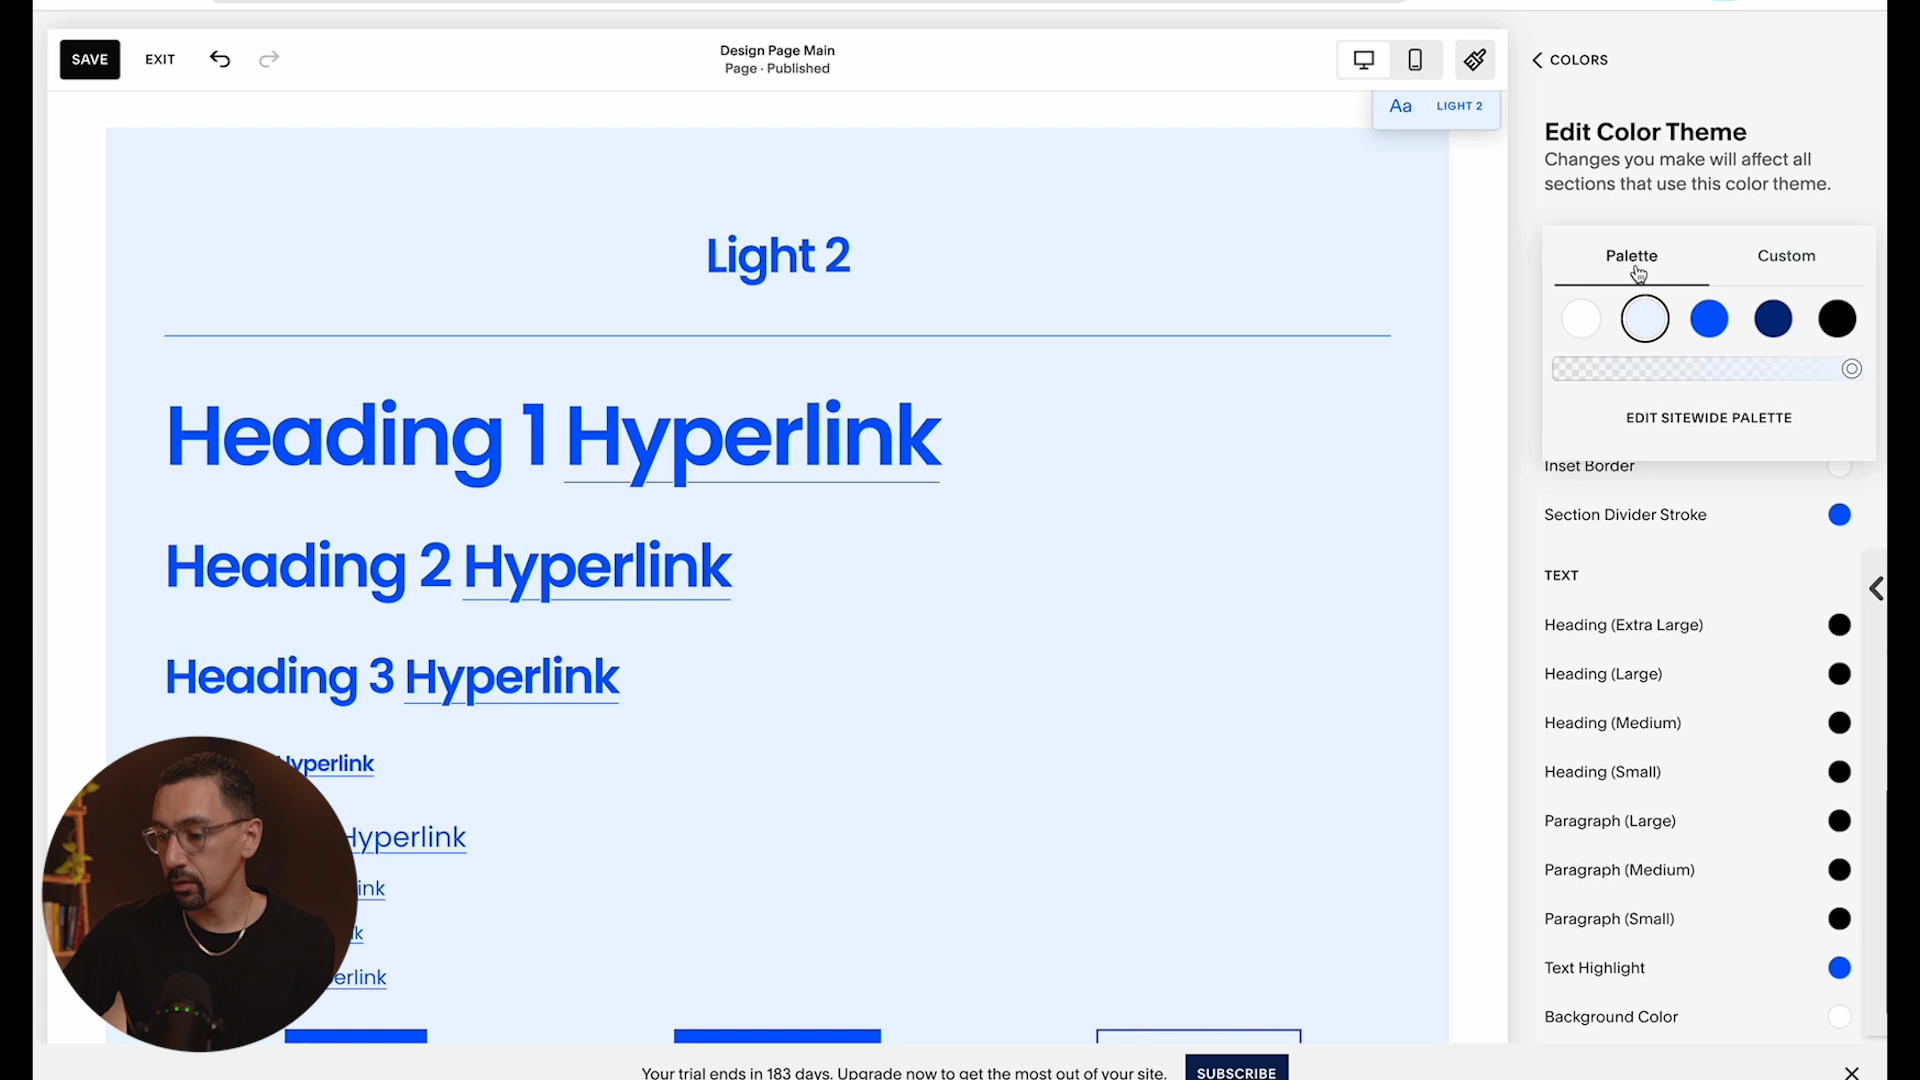 SAVE
EXIT
Design Page Main
Page · Published
COLORS
Aa LIGHT 2
Edit Color Theme
Changes you make will affect all
sections that use this color theme.
Palette
Custom
EDIT SITEWIDE PALETTE
Inset Border
Section Divider Stroke
TEXT
Heading (Extra Large)
Heading (Large)
Heading (Medium)
Heading (Small)
Paragraph (Large)
Paragraph (Medium)
Paragraph (Small)
Text Highlight
Background Color
Light 2
Heading 1 Hyperlink
Heading 2 Hyperlink
Heading 3 Hyperlink
Hyperlink
Hyperlink
ink
k
erlink
Your trial ends in 183 days. Upgrade now to get the most out of your site.
SUBSCRIBE